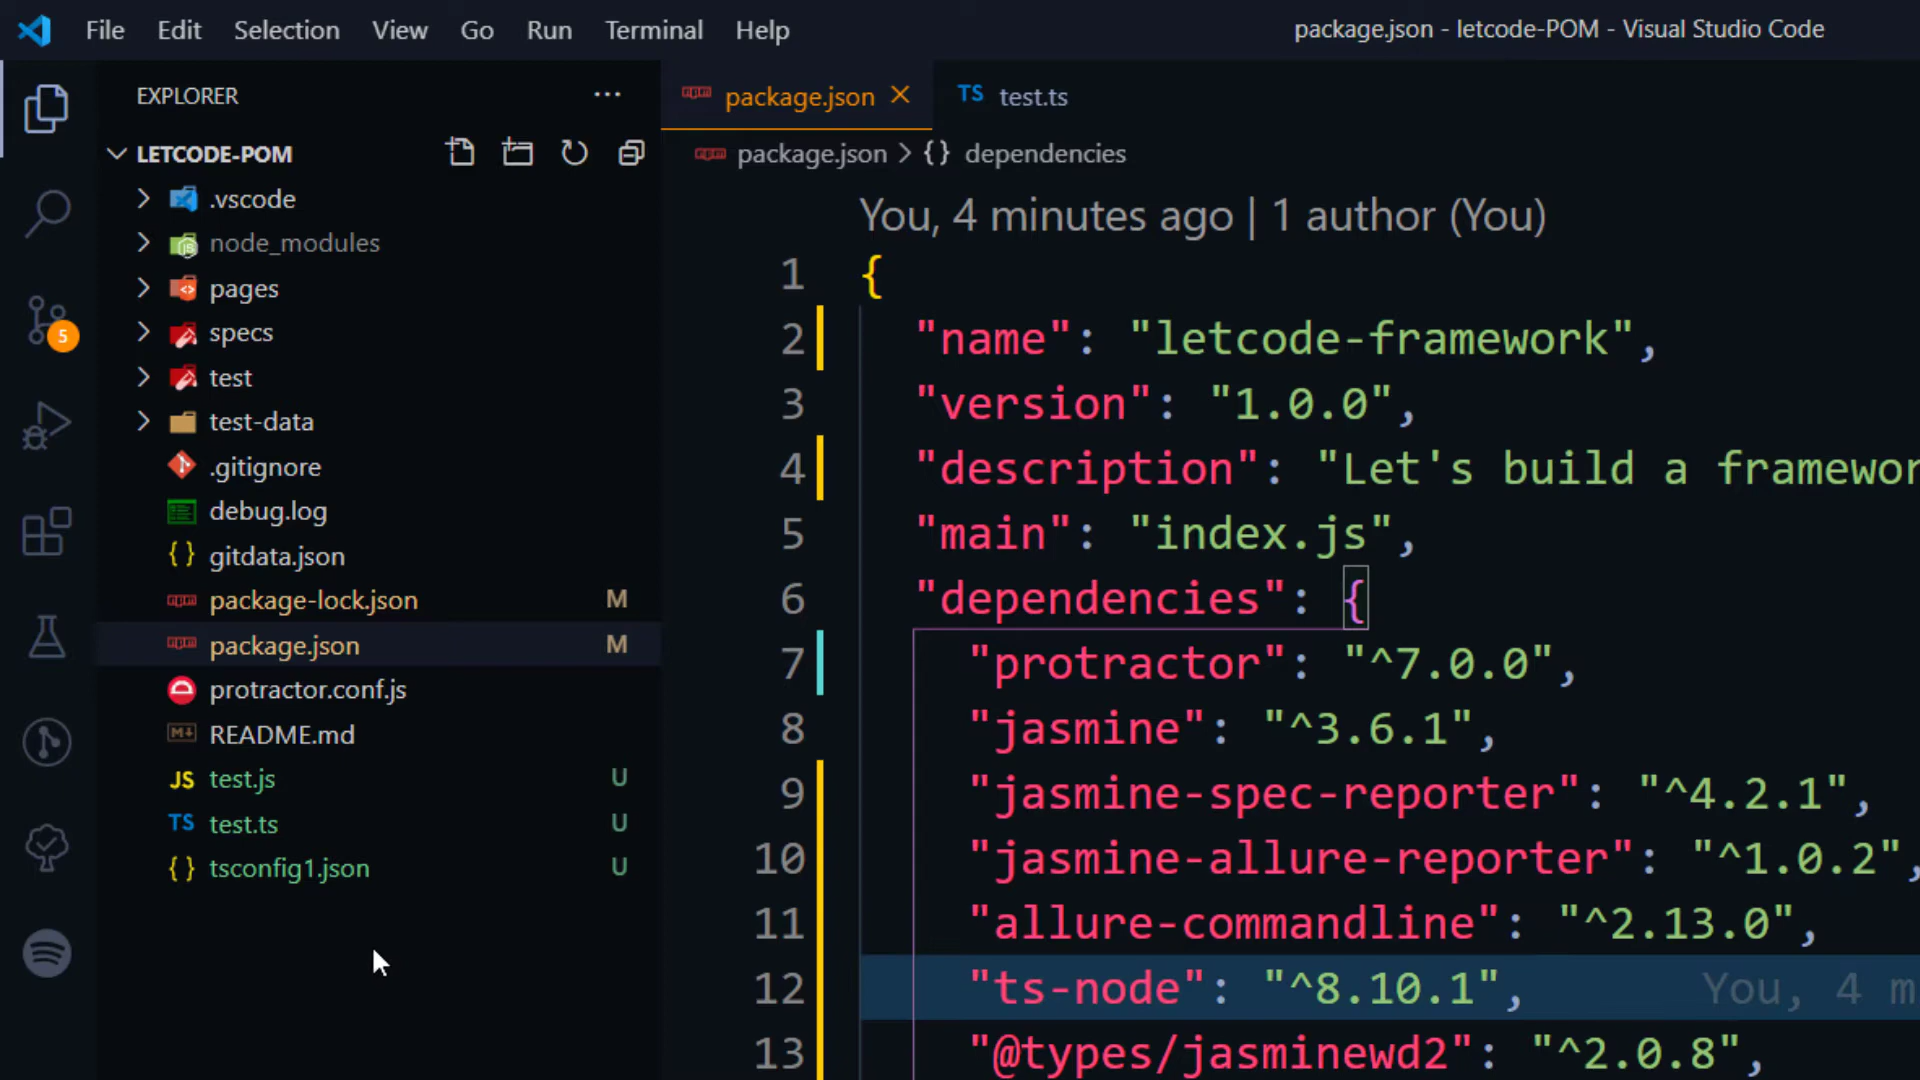 File Edit Selection View Go Run Terminal Help package.json - letcode-POM - Visual Studio Code
EXPLORER ···
package.json
TS test.ts
LETCODE-POM
package.json > {} dependencies
.vscode
node_modules
pages
specs
test
test-data
.gitignore
debug.log
{} gitdata.json
package-lock.json M
package.json M
protractor.conf.js
README.md
JS test.js U
TS test.ts U
{} tsconfig1.json U
5
You, 4 minutes ago | 1 author (You)
1 {
2 "name": "letcode-framework",
3 "version": "1.0.0",
4 "description": "Let's build a framewor
5 "main": "index.js",
6 "dependencies": {
7 "protractor": "^7.0.0",
8 "jasmine": "^3.6.1",
9 "jasmine-spec-reporter": "^4.2.1",
10 "jasmine-allure-reporter": "^1.0.2",
11 "allure-commandline": "^2.13.0",
12 "ts-node": "^8.10.1", You, 4 m
13 "@types/jasminewd2": "^2.0.8",